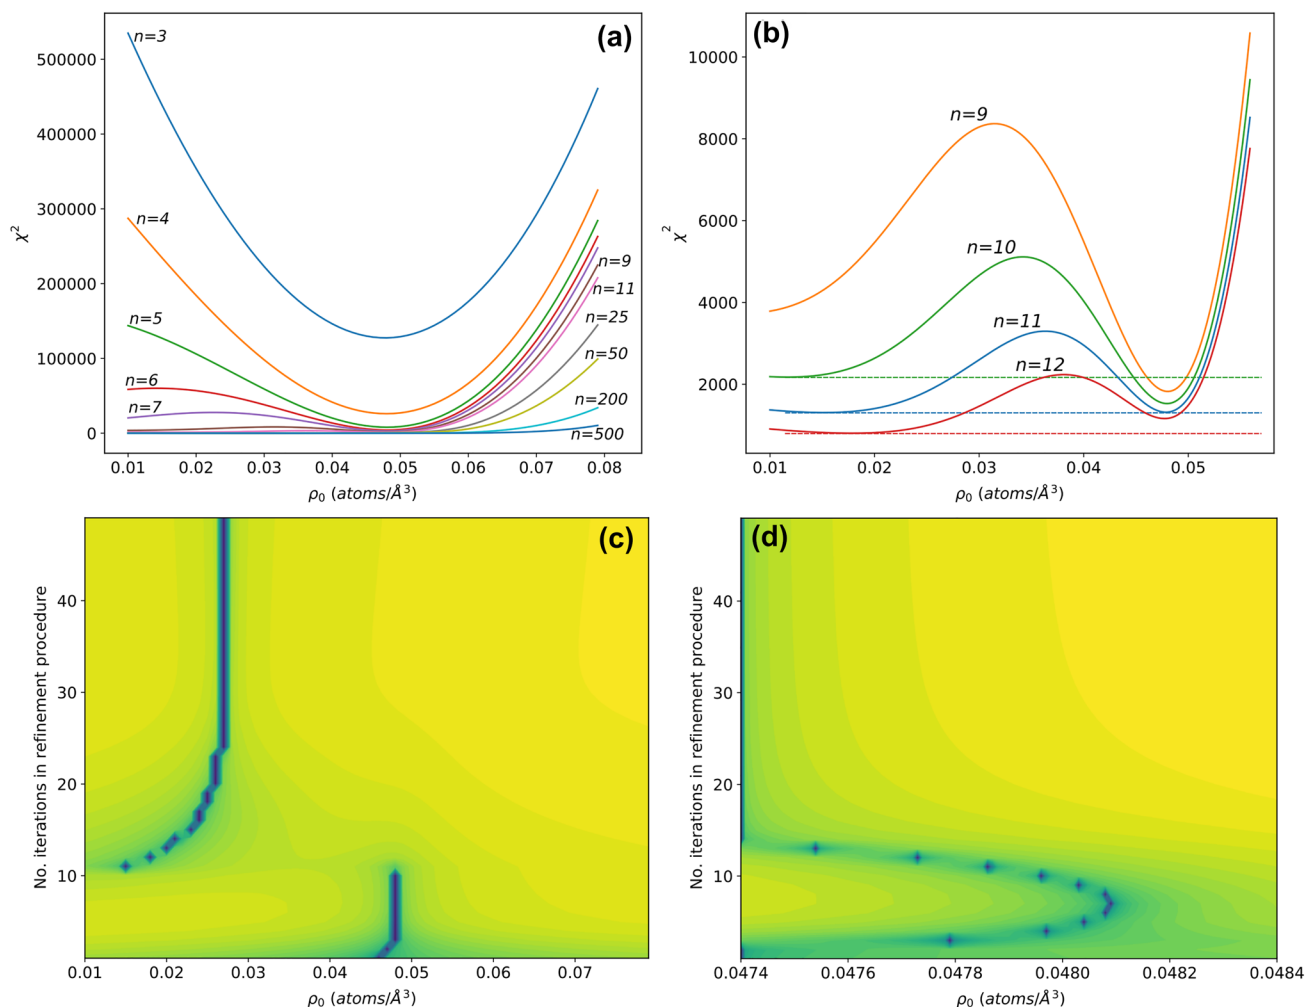 (a)
n=3
n=4
n=5
n=6
n=7
n=9
n=11
n=25
n=50
n=200
n=500
500000
400000
300000
200000
100000
0
χ²
0.01 0.02 0.03 0.04 0.05 0.06 0.07 0.08
ρ₀ (atoms/Å³)
(b)
n=9
n=10
n=11
n=12
10000
8000
6000
4000
2000
χ²
0.01 0.02 0.03 0.04 0.05
ρ₀ (atoms/Å³)
(c)
No. iterations in refinement procedure
40
30
20
10
0.01 0.02 0.03 0.04 0.05 0.06 0.07
ρ₀ (atoms/Å³)
(d)
No. iterations in refinement procedure
40
30
20
10
0.0474 0.0476 0.0478 0.0480 0.0482 0.0484
ρ₀ (atoms/Å³)